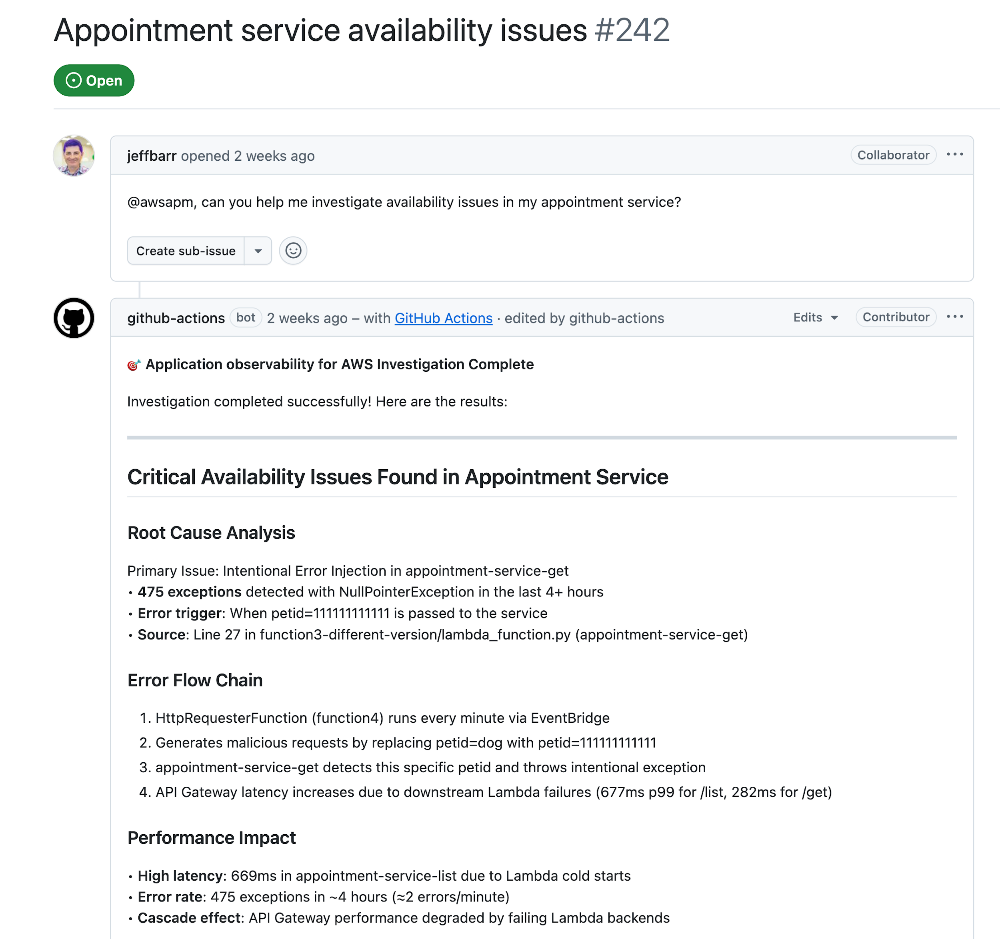 Appointment service availability issues #242
Open
jeffbarr opened 2 weeks ago
Collaborator
@awsapm, can you help me investigate availability issues in my appointment service?
Create sub-issue
github-actions bot 2 weeks ago – with GitHub Actions · edited by github-actions
Edits
Contributor
🎯 Application observability for AWS Investigation Complete
Investigation completed successfully! Here are the results:
Critical Availability Issues Found in Appointment Service
Root Cause Analysis
Primary Issue: Intentional Error Injection in appointment-service-get
• 475 exceptions detected with NullPointerException in the last 4+ hours
• Error trigger: When petid=111111111111 is passed to the service
• Source: Line 27 in function3-different-version/lambda_function.py (appointment-service-get)
Error Flow Chain
1. HttpRequesterFunction (function4) runs every minute via EventBridge
2. Generates malicious requests by replacing petid=dog with petid=111111111111
3. appointment-service-get detects this specific petid and throws intentional exception
4. API Gateway latency increases due to downstream Lambda failures (677ms p99 for /list, 282ms for /get)
Performance Impact
• High latency: 669ms in appointment-service-list due to Lambda cold starts
• Error rate: 475 exceptions in ~4 hours (≈2 errors/minute)
• Cascade effect: API Gateway performance degraded by failing Lambda backends